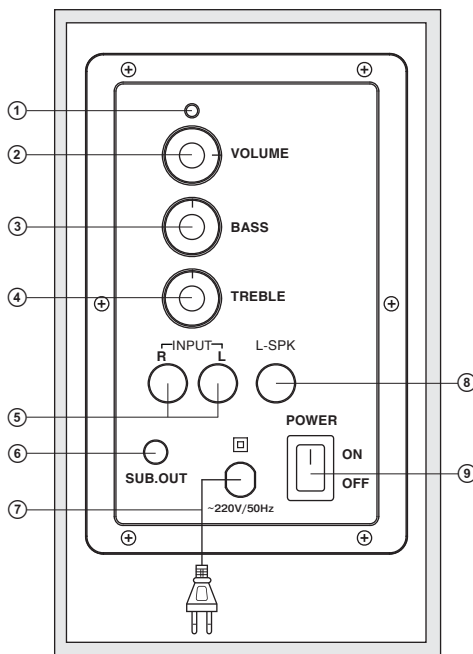 1
2
VOLUME
3
BASS
4
TREBLE
INPUT
R L
L-SPK
8
5
POWER
ON
OFF
9
6
SUB.OUT
7
~220V/50Hz